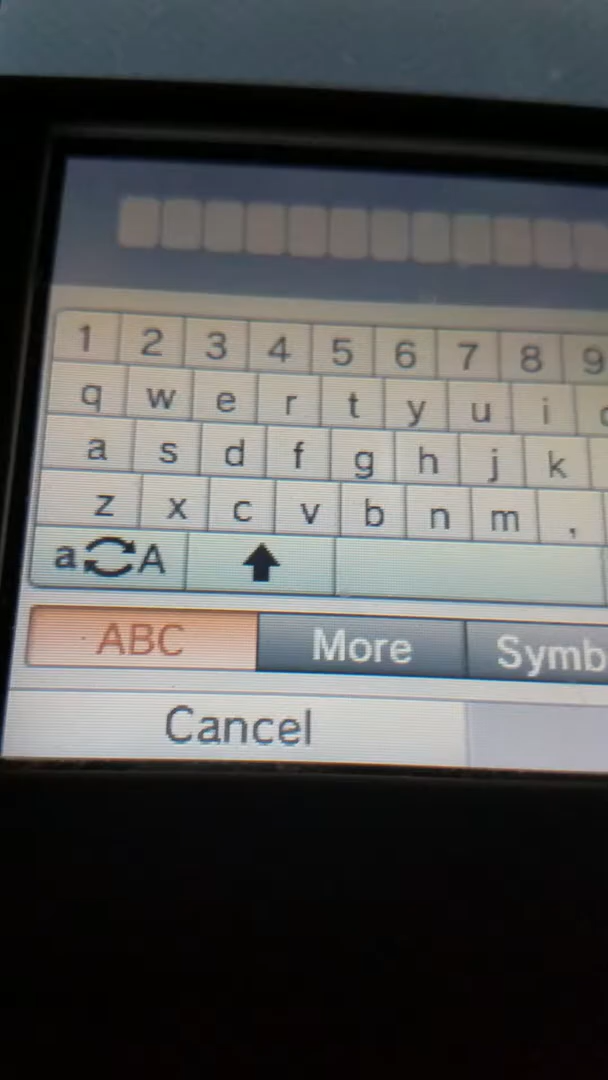 1 2 3 4 5 6 7 8 9
q w e r t y u i
a s d f g h j k
z x c v b n m ,
a A
ABC More Symb
Cancel